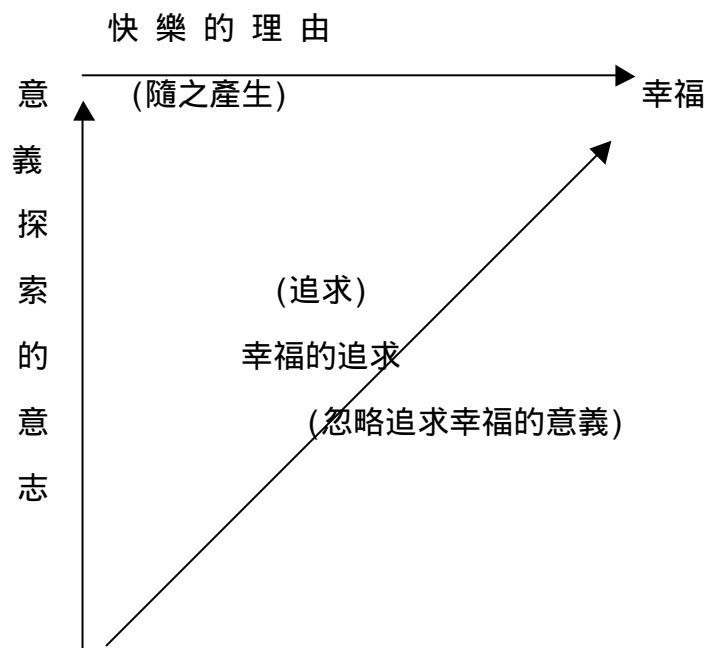 快樂的理由
(隨之產生)
幸福
意義探索的意志
(追求)
幸福的追求
(忽略追求幸福的意義)